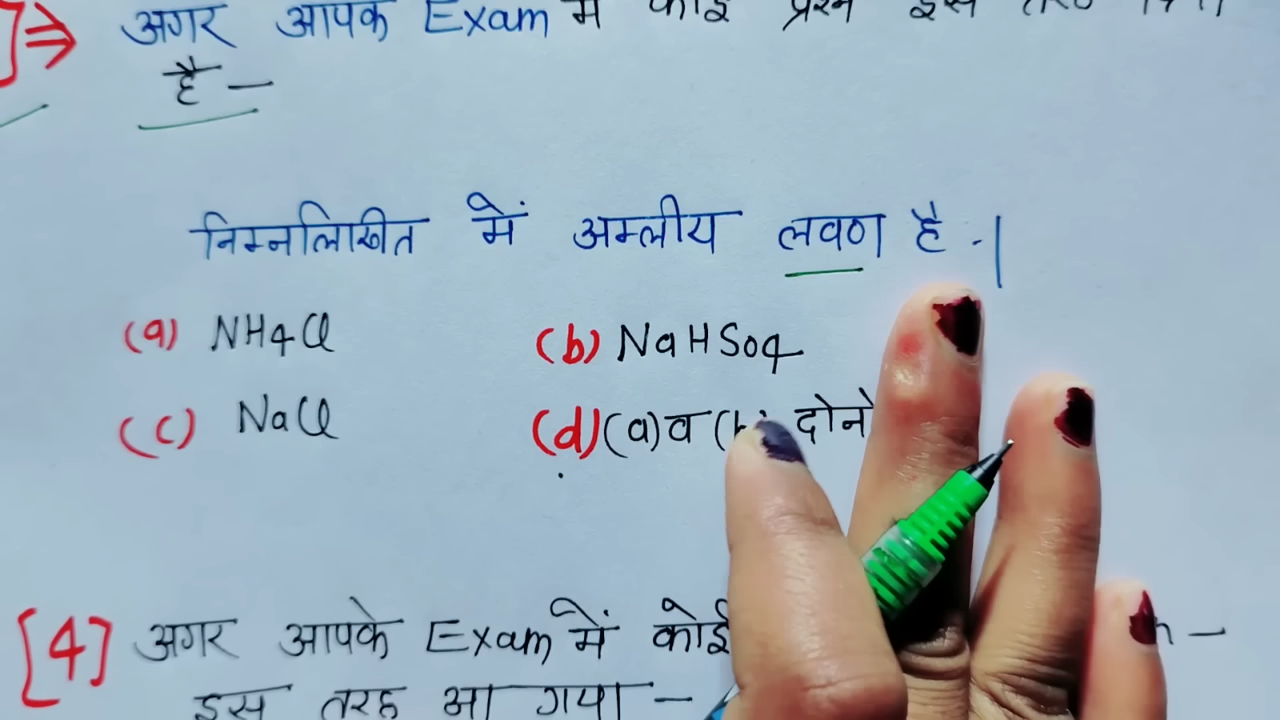 ⇒ अगर आपके Exam में कोई प्रश्न इस तरह
है –
निम्नलिखित में अम्लीय लवण है -|
(a) NH4Cl (b) NaHSO4
(c) NaCl (d) (a) व (b) दोनो
[4] अगर आपके Exam में कोई –
इस तरह आ गया –